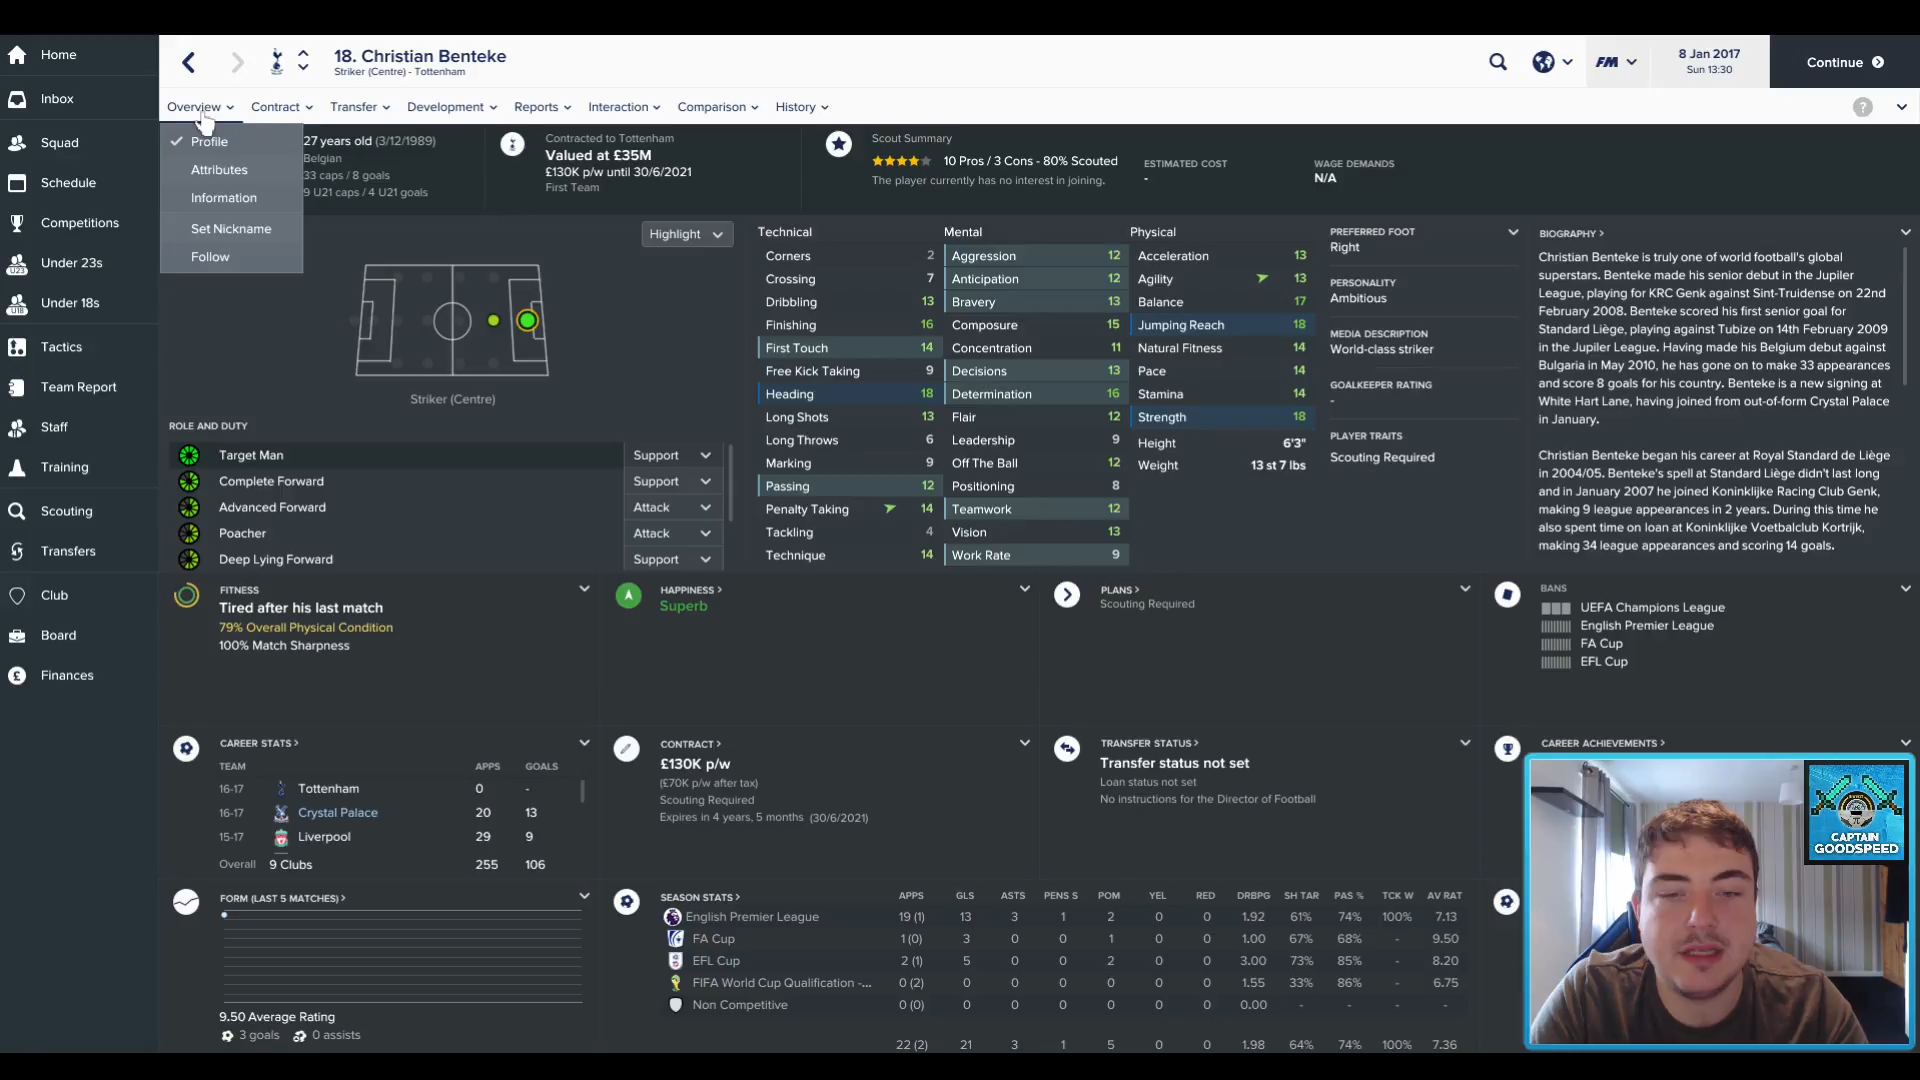 Home
Inbox
Squad
Schedule
Competitions
Under 23s
U23
Under 18s
U18
Tactics
Team Report
Staff
Training
Scouting
Transfers
Club
Board
Finances
18. Christian Benteke
Striker (Centre) - Tottenham
FM
8 Jan 2017
Sun 13:30
Continue
Overview Contract Transfer Development Reports Interaction Comparison History
?
Profile
Attributes
Information
Set Nickname
Follow
27 years old (3/12/1989)
Belgian
33 caps / 8 goals
9 U21 caps / 4 U21 goals
Contracted to Tottenham
Valued at £35M
£130K p/w until 30/6/2021
First Team
Scout Summary
10 Pros / 3 Cons - 80% Scouted
The player currently has no interest in joining.
ESTIMATED COST
-
WAGE DEMANDS
N/A
Highlight
Striker (Centre)
ROLE AND DUTY
Target Man Support
Complete Forward Support
Advanced Forward Attack
Poacher Attack
Deep Lying Forward Support
Technical
Corners 2
Crossing 7
Dribbling 13
Finishing 16
First Touch 14
Free Kick Taking 9
Heading 18
Long Shots 13
Long Throws 6
Marking 9
Passing 12
Penalty Taking 14
Tackling 4
Technique 14
Mental
Aggression 12
Anticipation 12
Bravery 13
Composure 15
Concentration 11
Decisions 13
Determination 16
Flair 12
Leadership 9
Off The Ball 12
Positioning 8
Teamwork 12
Vision 13
Work Rate 9
Physical
Acceleration 13
Agility 13
Balance 17
Jumping Reach 18
Natural Fitness 14
Pace 14
Stamina 14
Strength 18
Height 6'3"
Weight 13 st 7 lbs
PREFERRED FOOT
Right
PERSONALITY
Ambitious
MEDIA DESCRIPTION
World-class striker
GOALKEEPER RATING
-
PLAYER TRAITS
Scouting Required
BIOGRAPHY >
Christian Benteke is truly one of world football's global
superstars. Benteke made his senior debut in the Jupiler
League, playing for KRC Genk against Sint-Truidense on 22nd
February 2008. Benteke scored his first senior goal for
Standard Liège, playing against Tubize on 14th February 2009
in the Jupiler League. Having made his Belgium debut against
Bulgaria in May 2010, he has gone on to make 33 appearances
and score 8 goals for his country. Benteke is a new signing at
White Hart Lane, having joined from out-of-form Crystal Palace
in January.
Christian Benteke began his career at Royal Standard de Liège
in 2004/05. Benteke's spell at Standard Liège didn't last long
and in January 2007 he joined Koninklijke Racing Club Genk,
making 9 league appearances in 2 years. During this time he
also spent time on loan at Koninklijke Voetbalclub Kortrijk,
making 34 league appearances and scoring 14 goals.
FITNESS
Tired after his last match
79% Overall Physical Condition
100% Match Sharpness
HAPPINESS >
Superb
PLANS >
Scouting Required
BANS
UEFA Champions League
English Premier League
FA Cup
EFL Cup
CAREER STATS >
TEAM APPS GOALS
16-17 Tottenham 0 -
16-17 Crystal Palace 20 13
15-17 Liverpool 29 9
Overall 9 Clubs 255 106
CONTRACT >
£130K p/w
(£70K p/w after tax)
Scouting Required
Expires in 4 years, 5 months (30/6/2021)
TRANSFER STATUS >
Transfer status not set
Loan status not set
No instructions for the Director of Football
CAREER ACHIEVEMENTS >
FORM (LAST 5 MATCHES) >
9.50 Average Rating
3 goals 0 assists
SEASON STATS > APPS GLS ASTS PENS S POM YEL RED DRBPG SH TAR PAS % TCK W AV RAT
English Premier League 19 (1) 13 3 1 2 0 0 1.92 61% 74% 100% 7.13
FA Cup 1 (0) 3 0 0 1 0 0 1.00 67% 68% - 9.50
EFL Cup 2 (1) 5 0 0 2 0 0 3.00 73% 85% - 8.20
FIFA World Cup Qualification -... 0 (2) 0 0 0 0 0 0 1.55 33% 86% - 6.75
Non Competitive 0 (0) 0 0 0 0 0 0 0.00 - - - -
22 (2) 21 3 1 5 0 0 1.98 64% 74% 100% 7.36
CAPTAIN
GOODSPEED